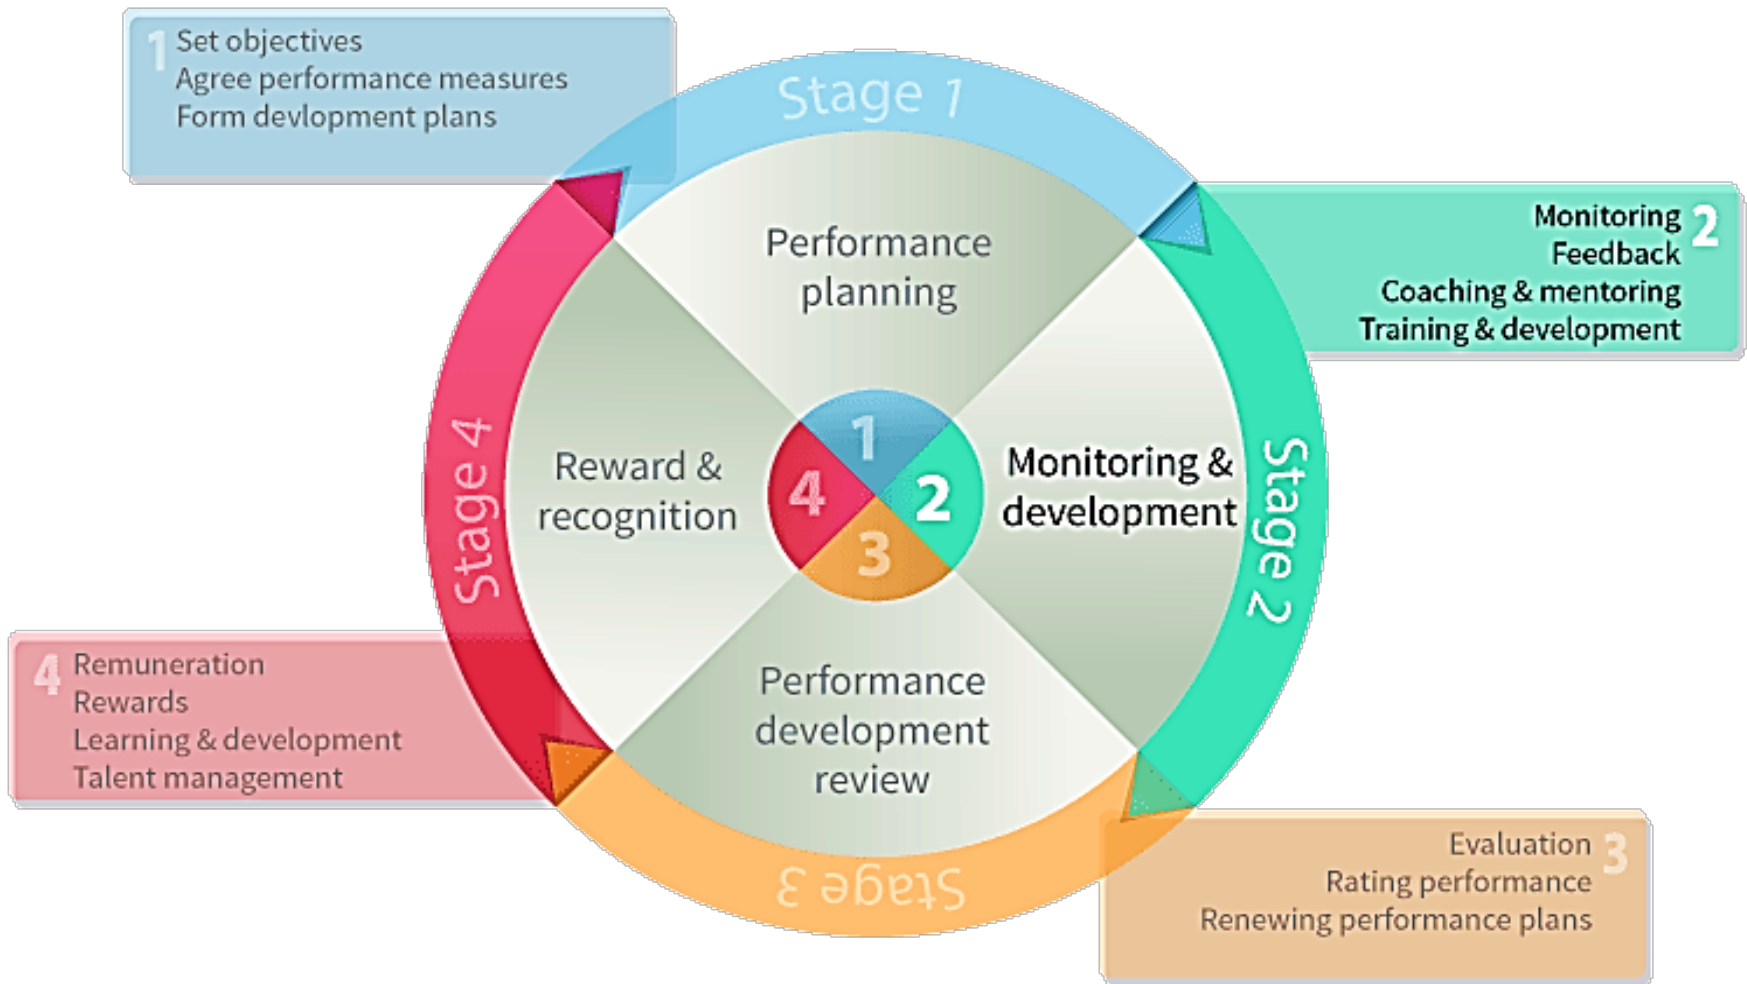 1
Set objectives
Agree performance measures
Form devlopment plans
Stage 1
Performance
planning
2
Monitoring
Feedback
Coaching & mentoring
Training & development
Stage 2
Monitoring &
development
1
2
3
4
Reward &
recognition
Stage 4
Performance
development
review
Stage 3
4
Remuneration
Rewards
Learning & development
Talent management
3
Evaluation
Rating performance
Renewing performance plans